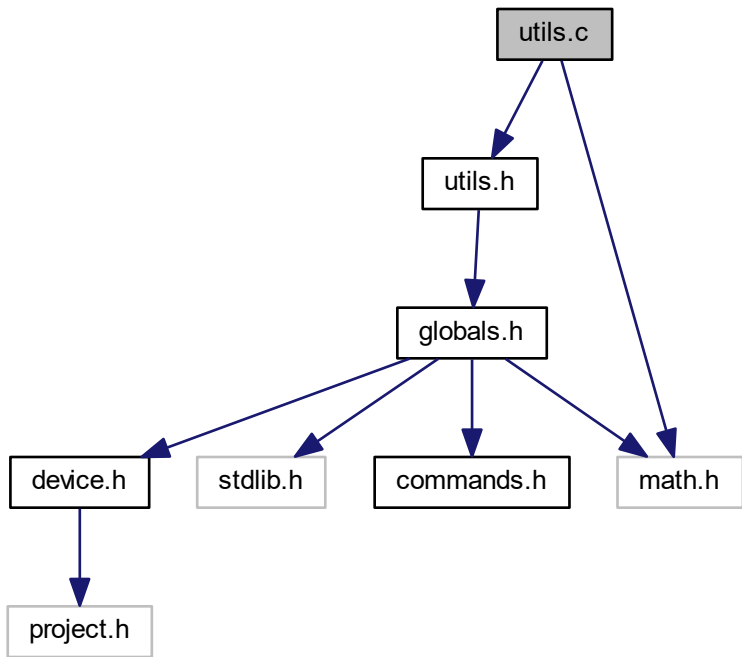 utils.c
utils.h
globals.h
device.h
stdlib.h
commands.h
math.h
project.h